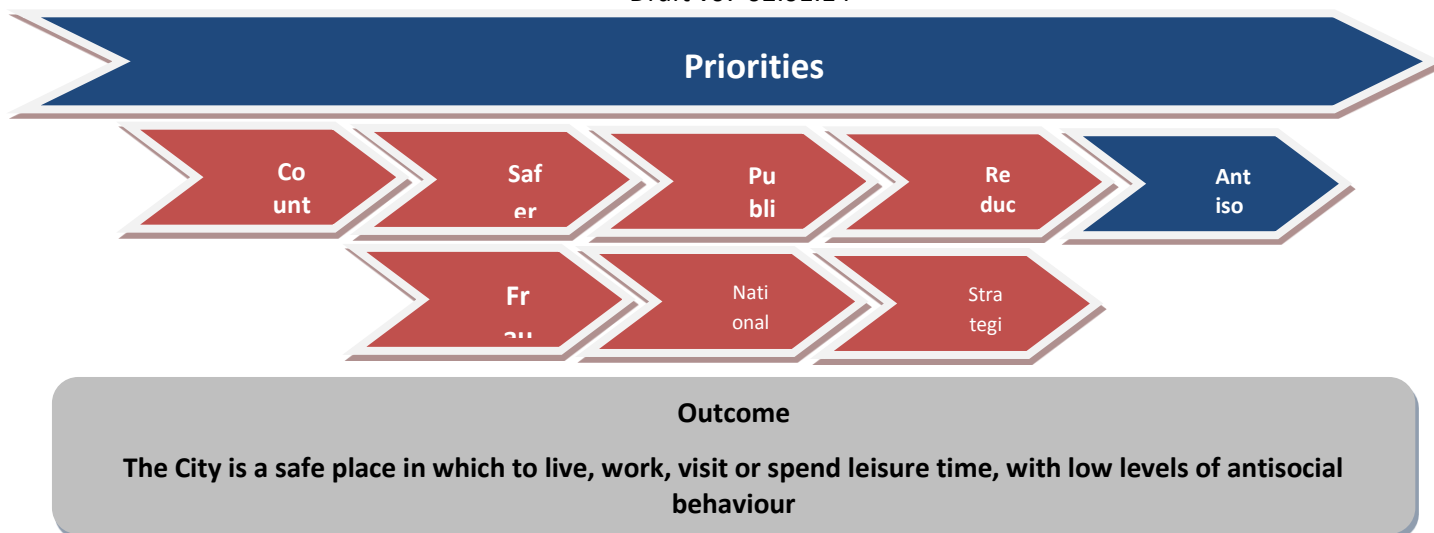 Priorities
Co
unt
Saf
er
Pu
bli
Re
duc
Ant
iso
Fr
Nati
onal
Stra
tegi
Outcome
The City is a safe place in which to live, work, visit or spend leisure time, with low levels of antisocial
behaviour